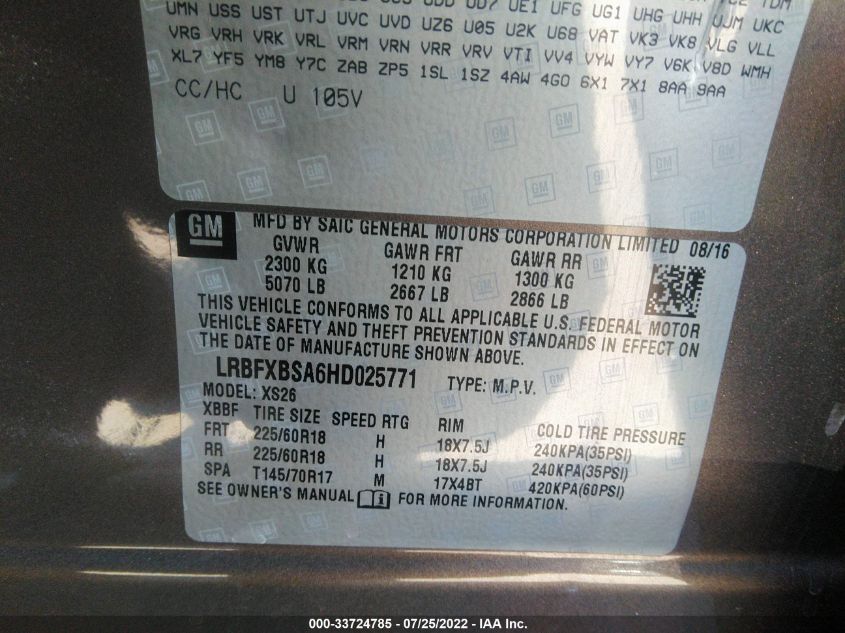 UE1 UFG UG1
UMN USS UST UTJ UVC UVD UZ6 U05 U2K U68 VAT UHG UHH UJM UKC
VRG VRH VRK VRL VRM VRN VRR VRV VTI VV4 VYW VK3 VK8 VLG VLL
XL7 YF5 YM8 Y7C ZAB ZP5 1SL 1SZ 4AW 4G0 6X1 VY7 V6K V8D WMH
7X1 8AA 9AA
CC/HC U 105V
GM MFD BY SAIC GENERAL MOTORS CORPORATION LIMITED 08/16
GVWR GAWR FRT GAWR RR
2300 KG 1210 KG 1300 KG
5070 LB 2667 LB 2866 LB
THIS VEHICLE CONFORMS TO ALL APPLICABLE U.S. FEDERAL MOTOR
VEHICLE SAFETY AND THEFT PREVENTION STANDARDS IN EFFECT ON
THE DATE OF MANUFACTURE SHOWN ABOVE.
LRBFXBSA6HD025771 TYPE: M.P.V.
MODEL: XS26
XBBF TIRE SIZE SPEED RTG RIM COLD TIRE PRESSURE
FRT 225/60R18 H 18X7.5J 240KPA(35PSI)
RR 225/60R18 H 18X7.5J 240KPA(35PSI)
SPA T145/70R17 M 17X4BT 420KPA(60PSI)
SEE OWNER'S MANUAL FOR MORE INFORMATION.
000-33724785 - 07/25/2022 - IAA Inc.